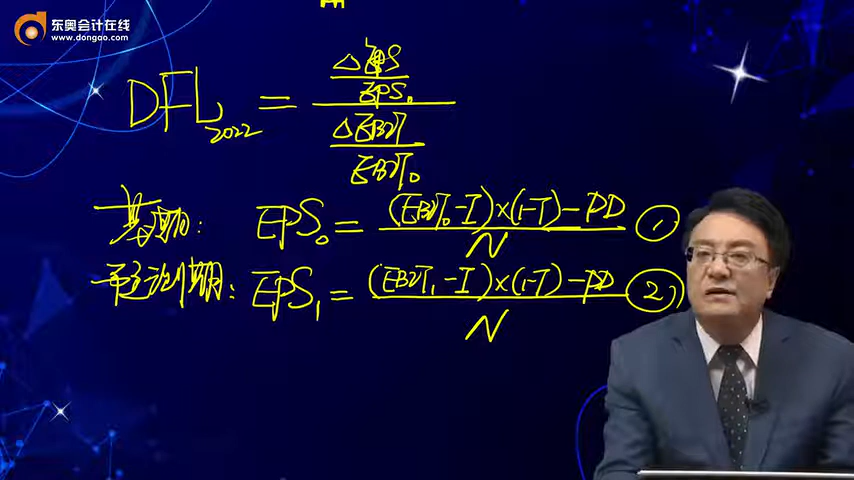 东奥会计在线
www.dongao.com
DFL₂₀₂₂ = (ΔEPS/EPS₀)/(ΔEBIT/EBIT₀)
基期: EPS₀ = ((EBIT₀-I)×(1-T)-PD)/N ①
预测期: EPS₁ = ((EBIT₁-I)×(1-T)-PD)/N ②